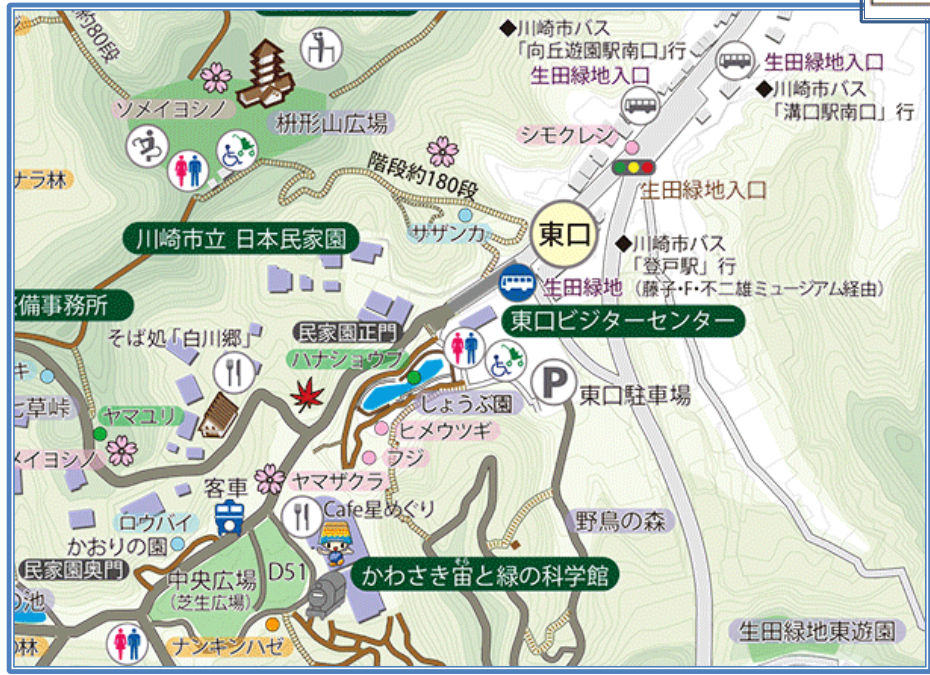 約80段
◆川崎市バス
「向丘遊園駅南口」行
生田緑地入口
生田緑地入口
◆川崎市バス
「溝口駅南口」行
ソメイヨシノ
枡形山広場
シモクレン
階段約180段
生田緑地入口
ナラ林
サザンカ
東口
川崎市立 日本民家園
◆川崎市バス
「登戸駅」行
生田緑地(藤子・F・不二雄ミュージアム経由)
備事務所
東口ビジターセンター
そば処「白川郷」
民家園正門
ハナショウブ
キ
P
東口駐車場
七草峠
ヤマユリ
しょうぶ園
ヒメウツギ
メイヨシノ
フジ
ヤマザクラ
客車
Cafe星めぐり
ロウバイ
野鳥の森
かおりの園
民家園奥門
中央広場
(芝生広場)
D51
そら
かわさき宙と緑の科学館
の池
林
ナンキンハゼ
生田緑地東遊園